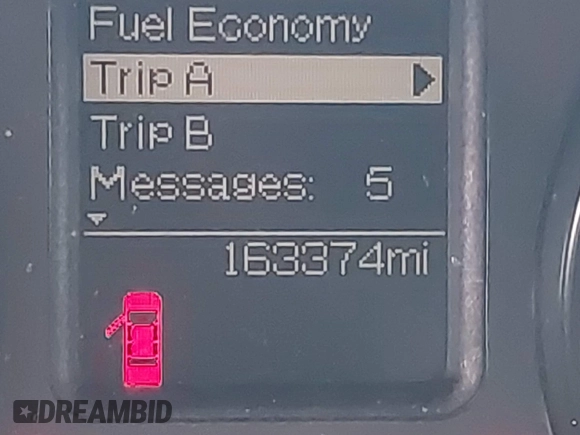 Fuel Economy
Trip A
Trip B
Messages: 5
163374mi
DREAMBID